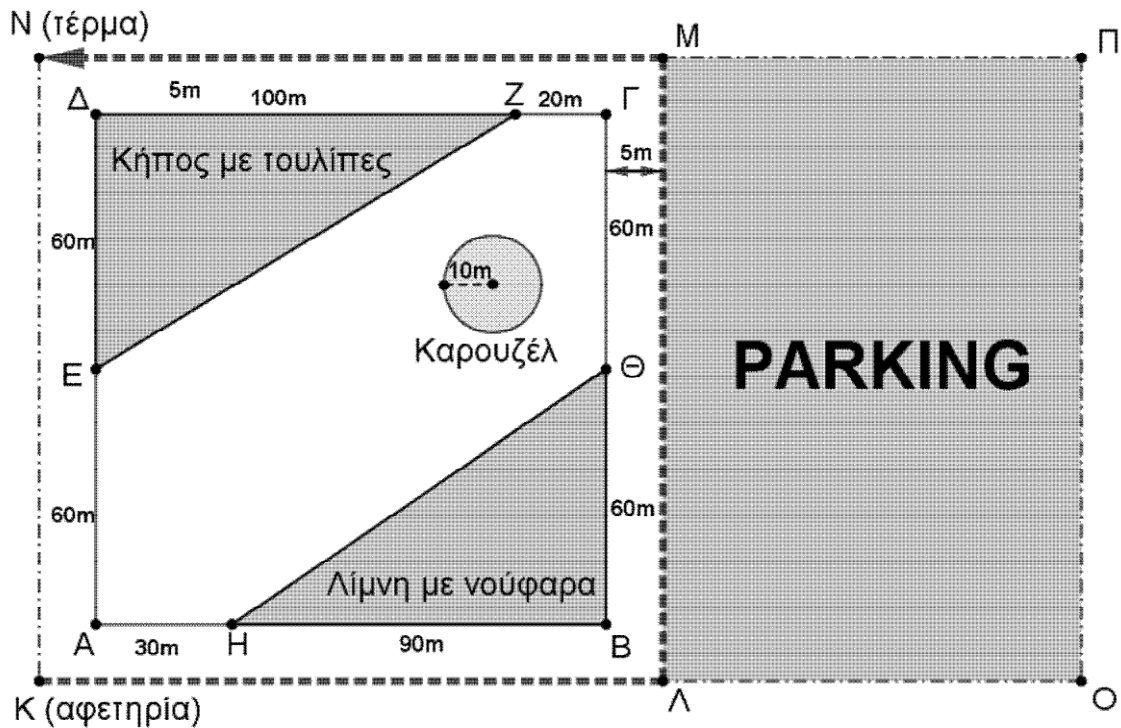 Ν (τέρμα)
Μ
Π
Δ
5m
100m
Ζ
20m
Γ
Κήπος με τουλίπες
5m
60m
60m
10m
Καρουζέλ
Ε
Θ
PARKING
60m
60m
Λίμνη με νούφαρα
Α
30m
Η
90m
Β
Κ (αφετηρία)
Λ
Ο